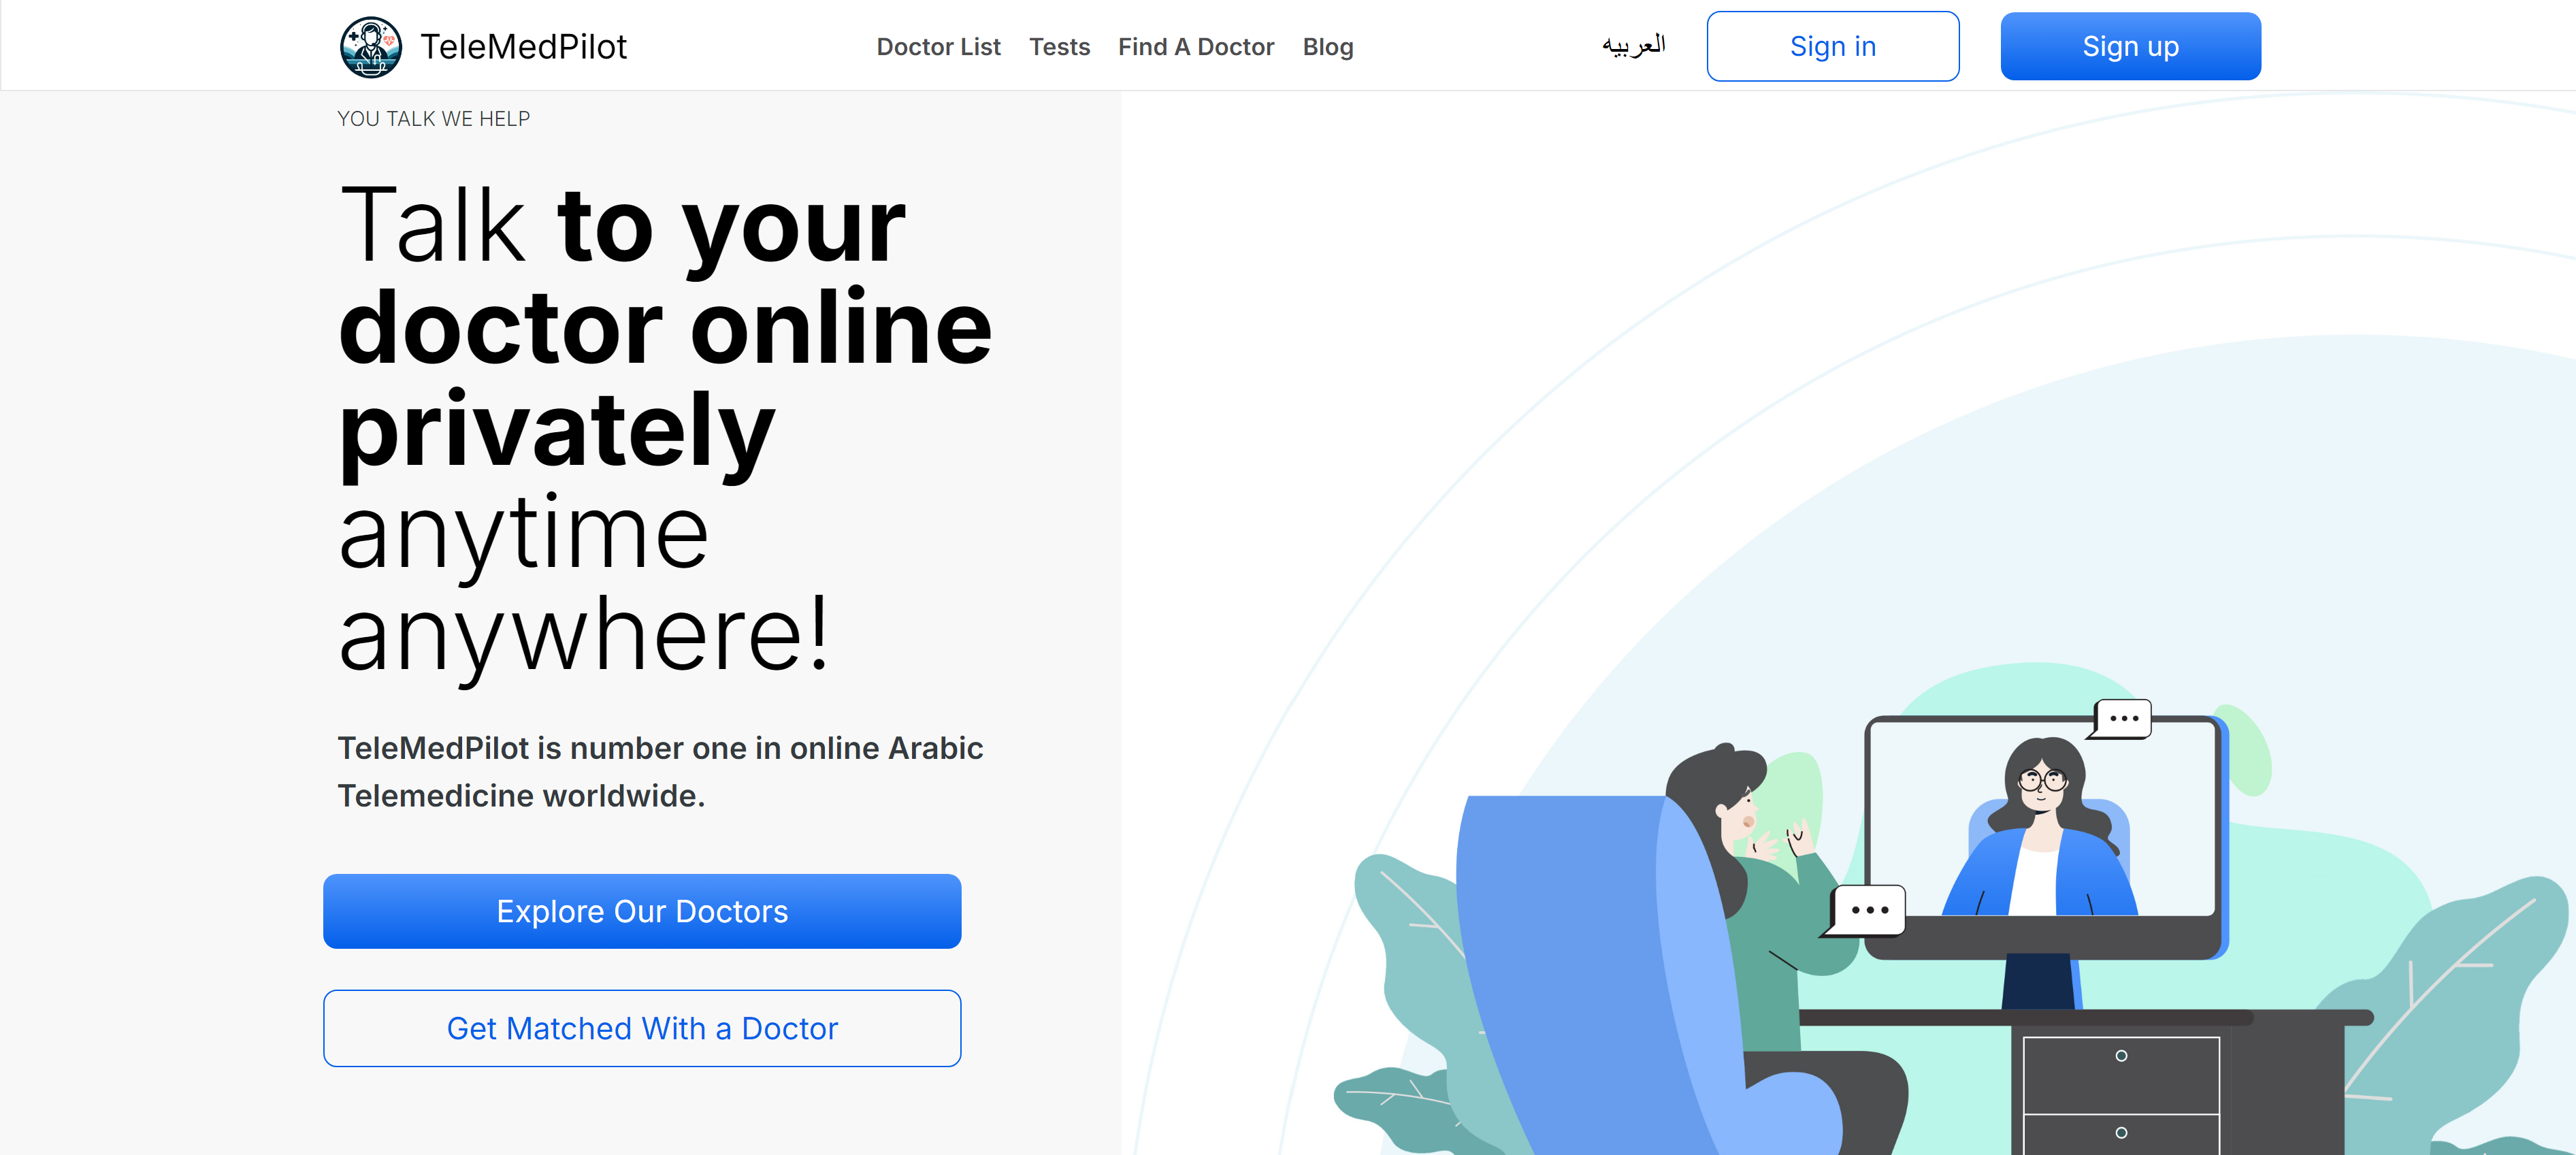 TeleMedPilot
Doctor List
Tests
Find A Doctor
Blog
العربيه
Sign in
Sign up
YOU TALK WE HELP
Talk to your
doctor online
privately
anytime
anywhere!
TeleMedPilot is number one in online Arabic
Telemedicine worldwide.
Explore Our Doctors
Get Matched With a Doctor